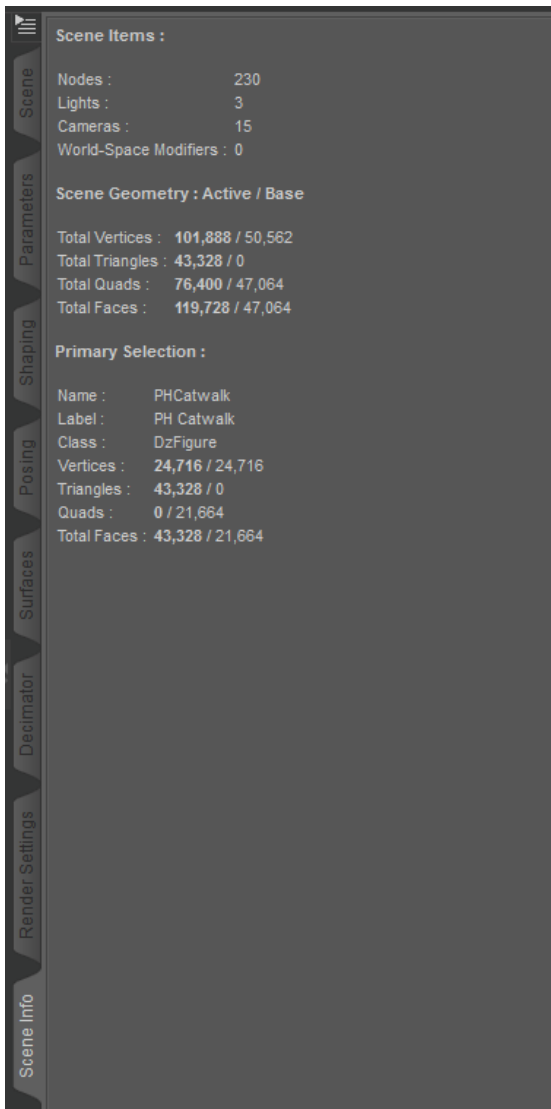 Scene Items :
Nodes : 230
Lights : 3
Cameras : 15
World-Space Modifiers : 0
Scene Geometry : Active / Base
Total Vertices : 101,888 / 50,562
Total Triangles : 43,328 / 0
Total Quads : 76,400 / 47,064
Total Faces : 119,728 / 47,064
Primary Selection :
Name : PHCatwalk
Label : PH Catwalk
Class : DzFigure
Vertices : 24,716 / 24,716
Triangles : 43,328 / 0
Quads : 0 / 21,664
Total Faces : 43,328 / 21,664
Scene
Parameters
Shaping
Posing
Surfaces
Decimator
Render Settings
Scene Info